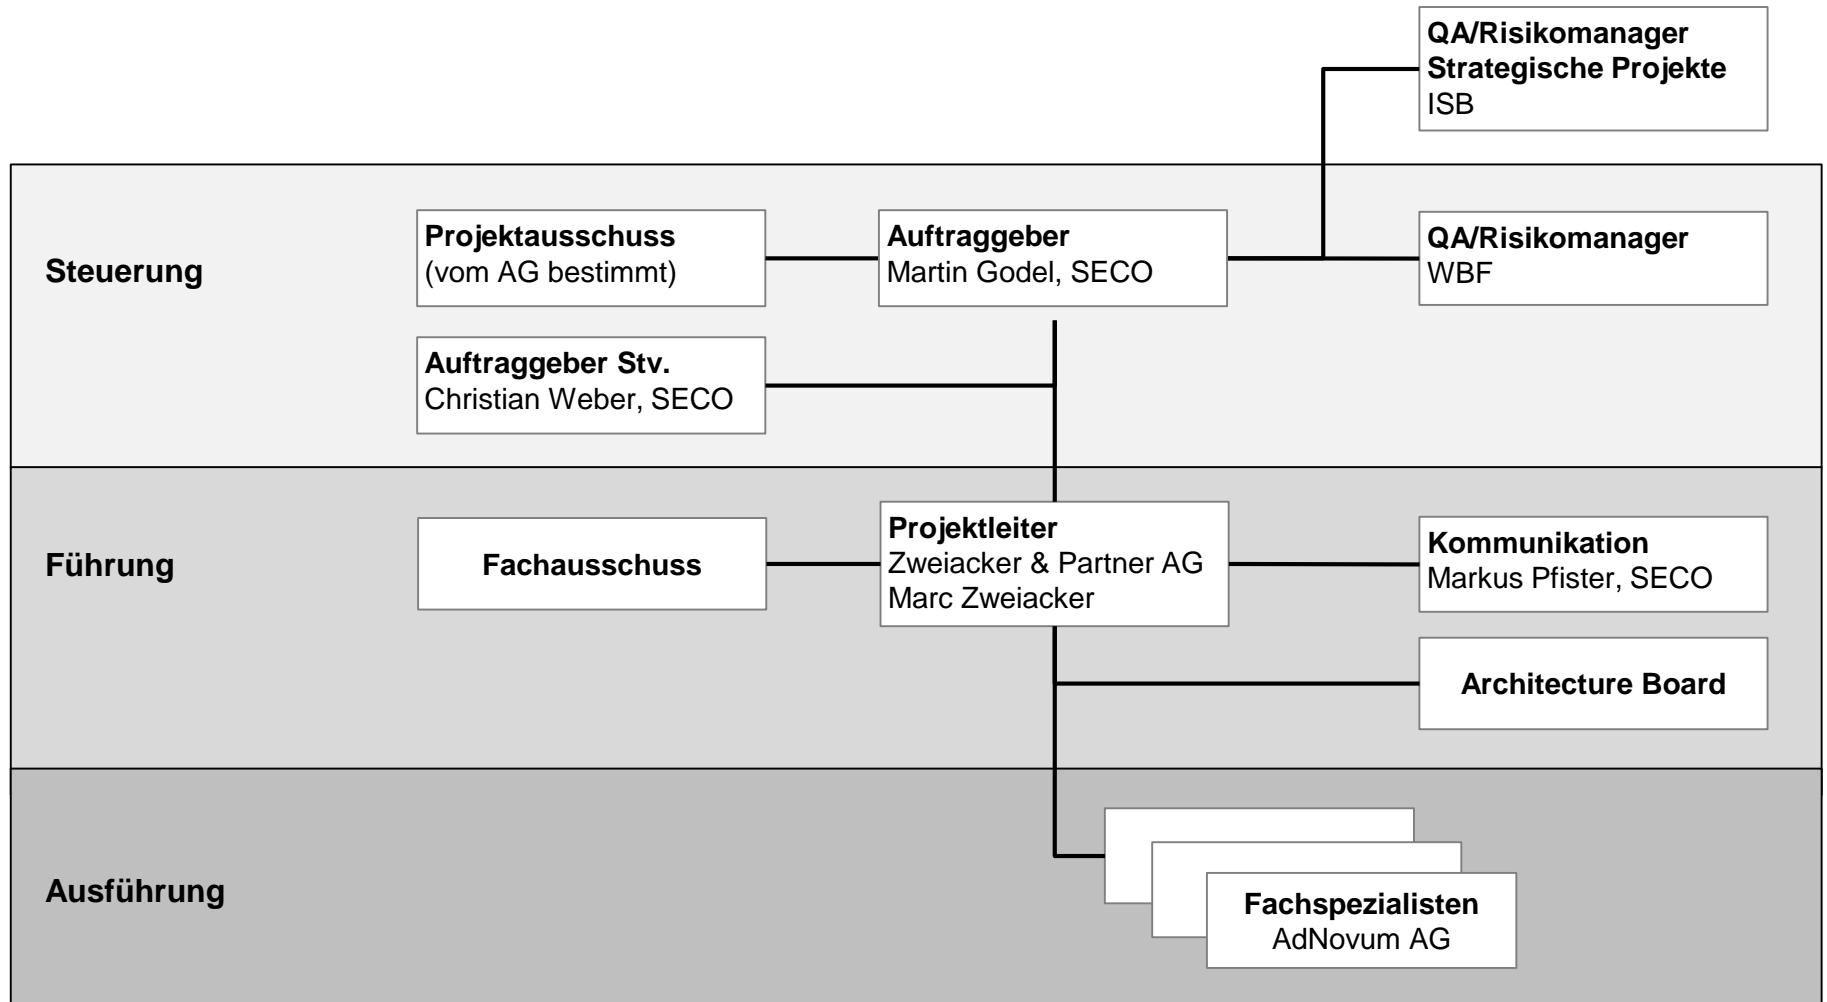 QA/Risikomanager
Strategische Projekte
ISB
Steuerung
Projektausschuss
(vom AG bestimmt)
Auftraggeber
Martin Godel, SECO
QA/Risikomanager
WBF
Auftraggeber Stv.
Christian Weber, SECO
Führung
Fachausschuss
Projektleiter
Zweiacker & Partner AG
Marc Zweiacker
Kommunikation
Markus Pfister, SECO
Architecture Board
Ausführung
Fachspezialisten
AdNovum AG